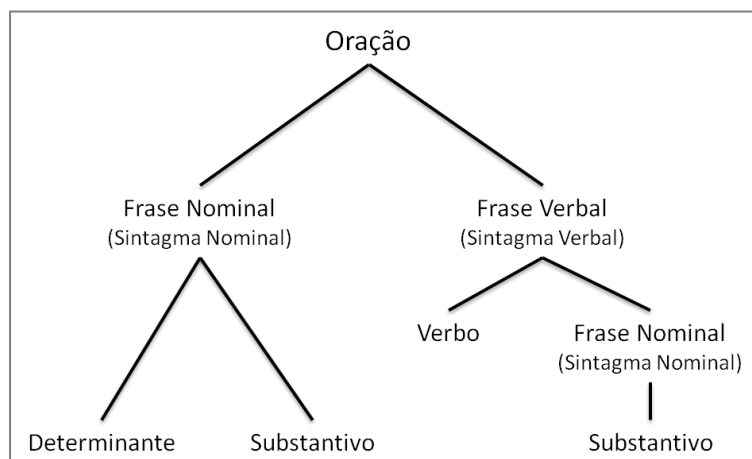 Oração
Frase Nominal
(Sintagma Nominal)
Frase Verbal
(Sintagma Verbal)
Verbo
Frase Nominal
(Sintagma Nominal)
Determinante
Substantivo
Substantivo